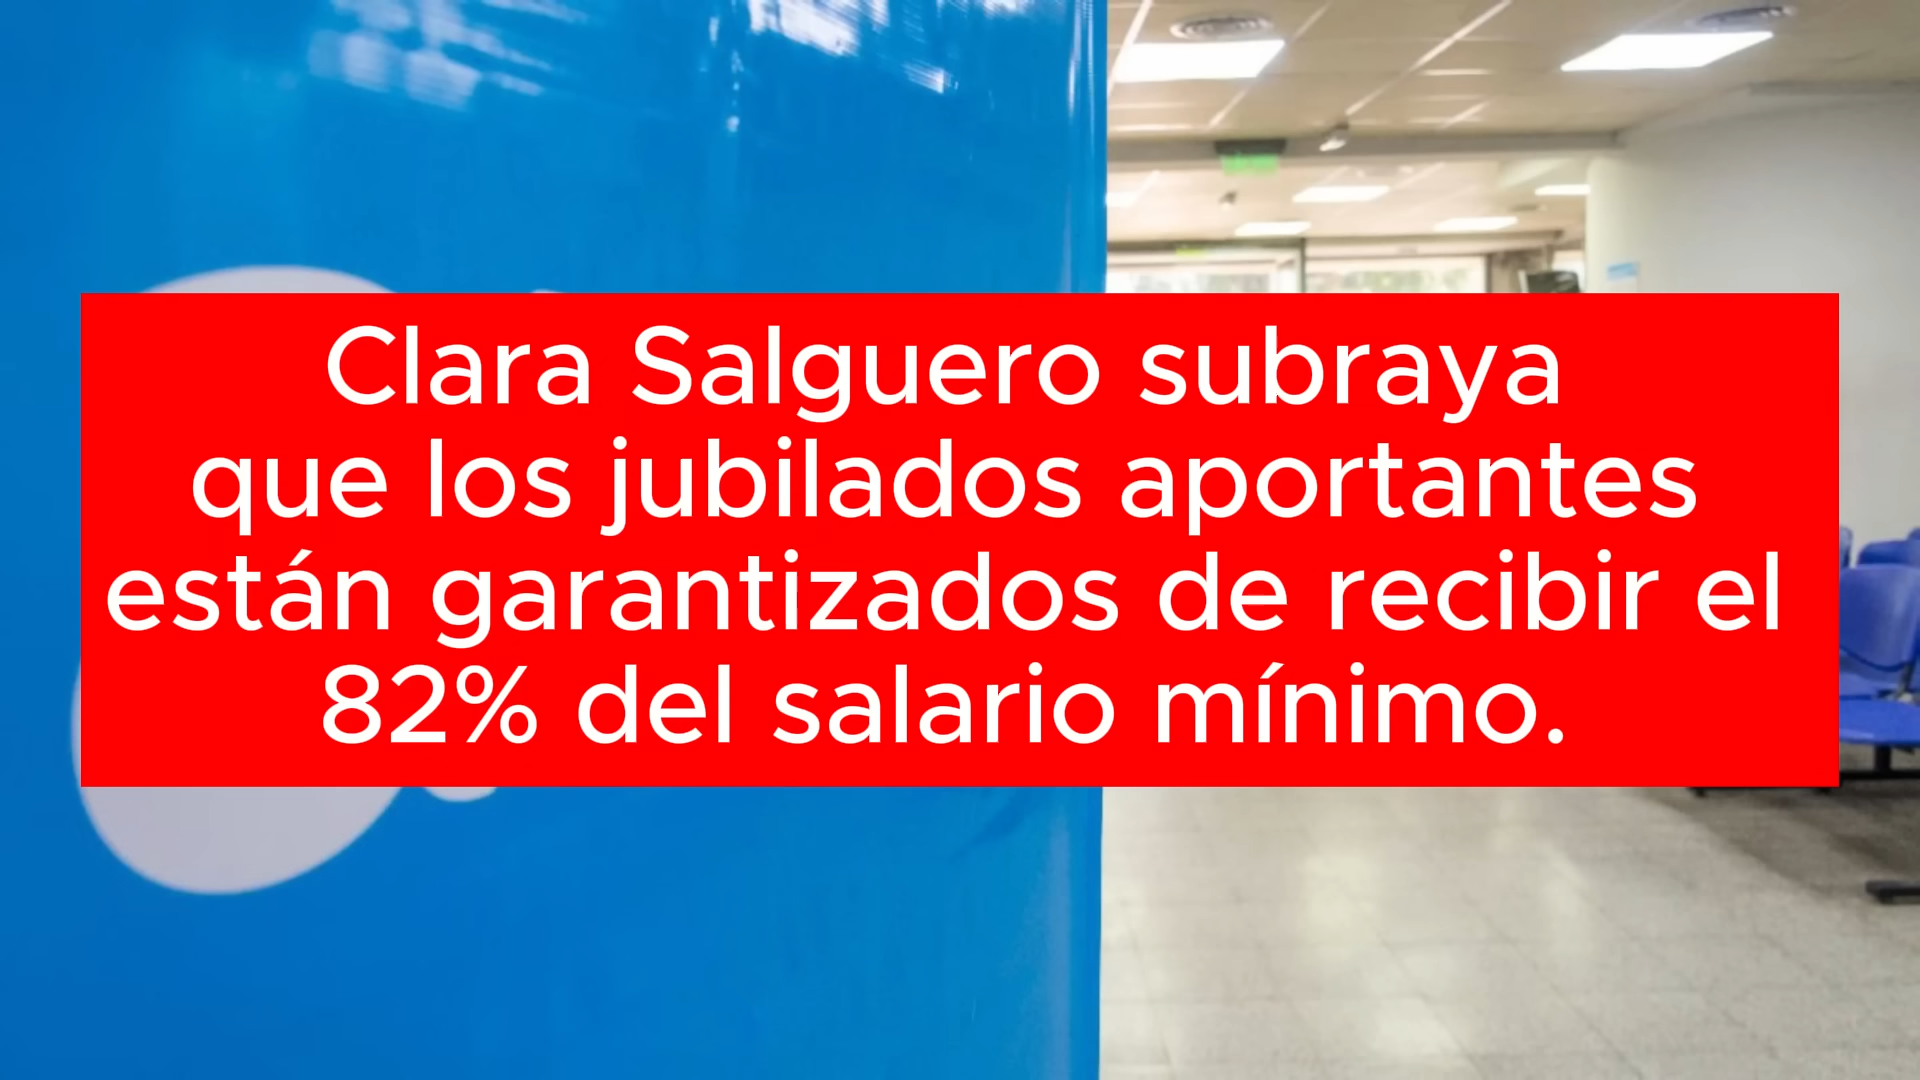 Clara Salguero subraya
que los jubilados aportantes
están garantizados de recibir el
82% del salario mínimo.